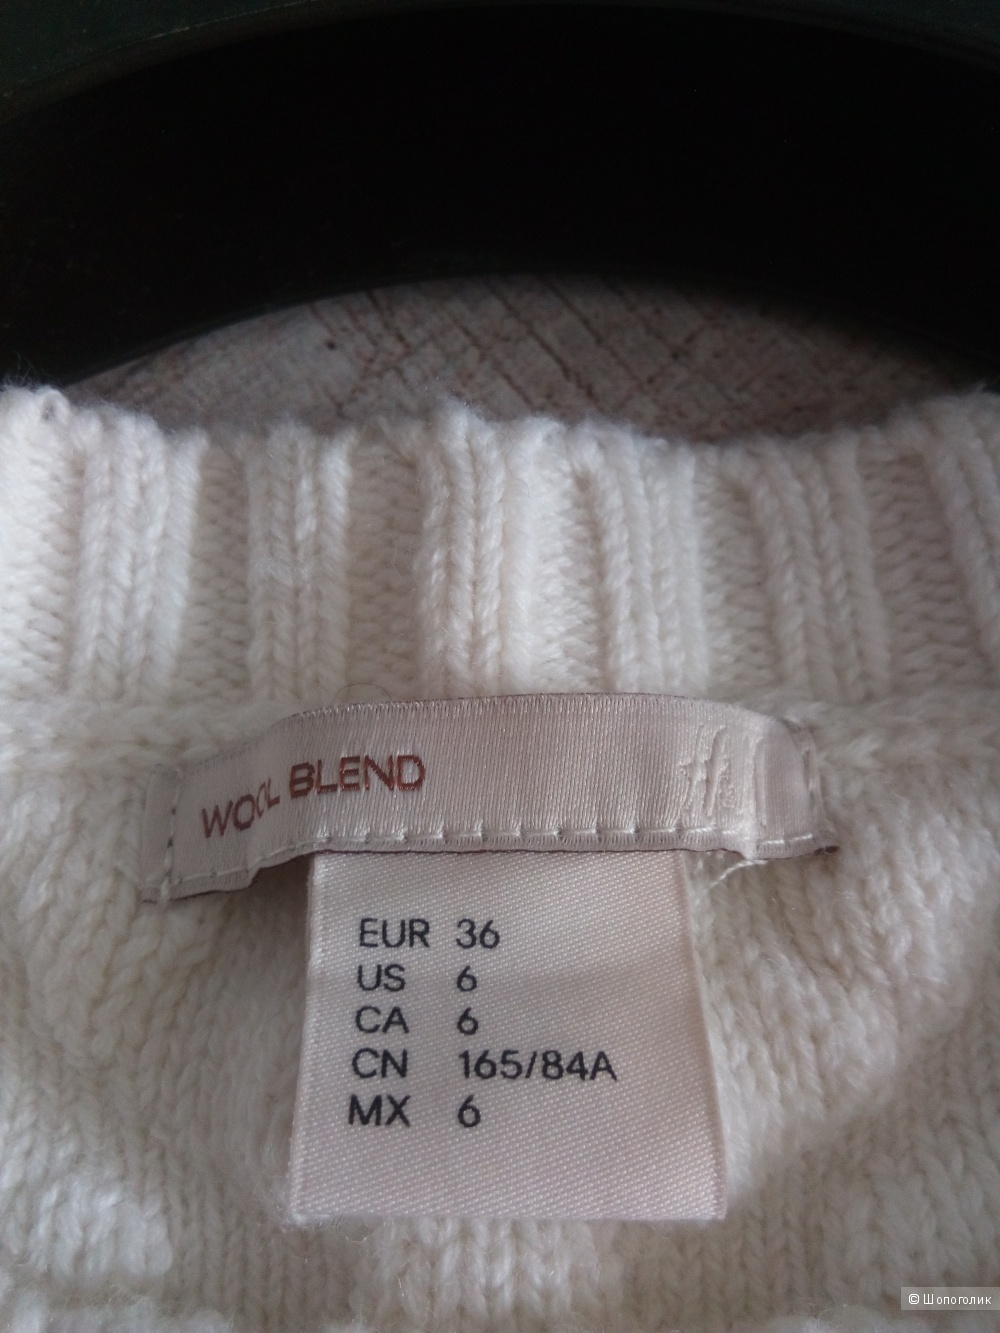 WOOL BLEND
EUR 36
US 6
CA 6
CN 165/84A
MX 6
© Шопоголик